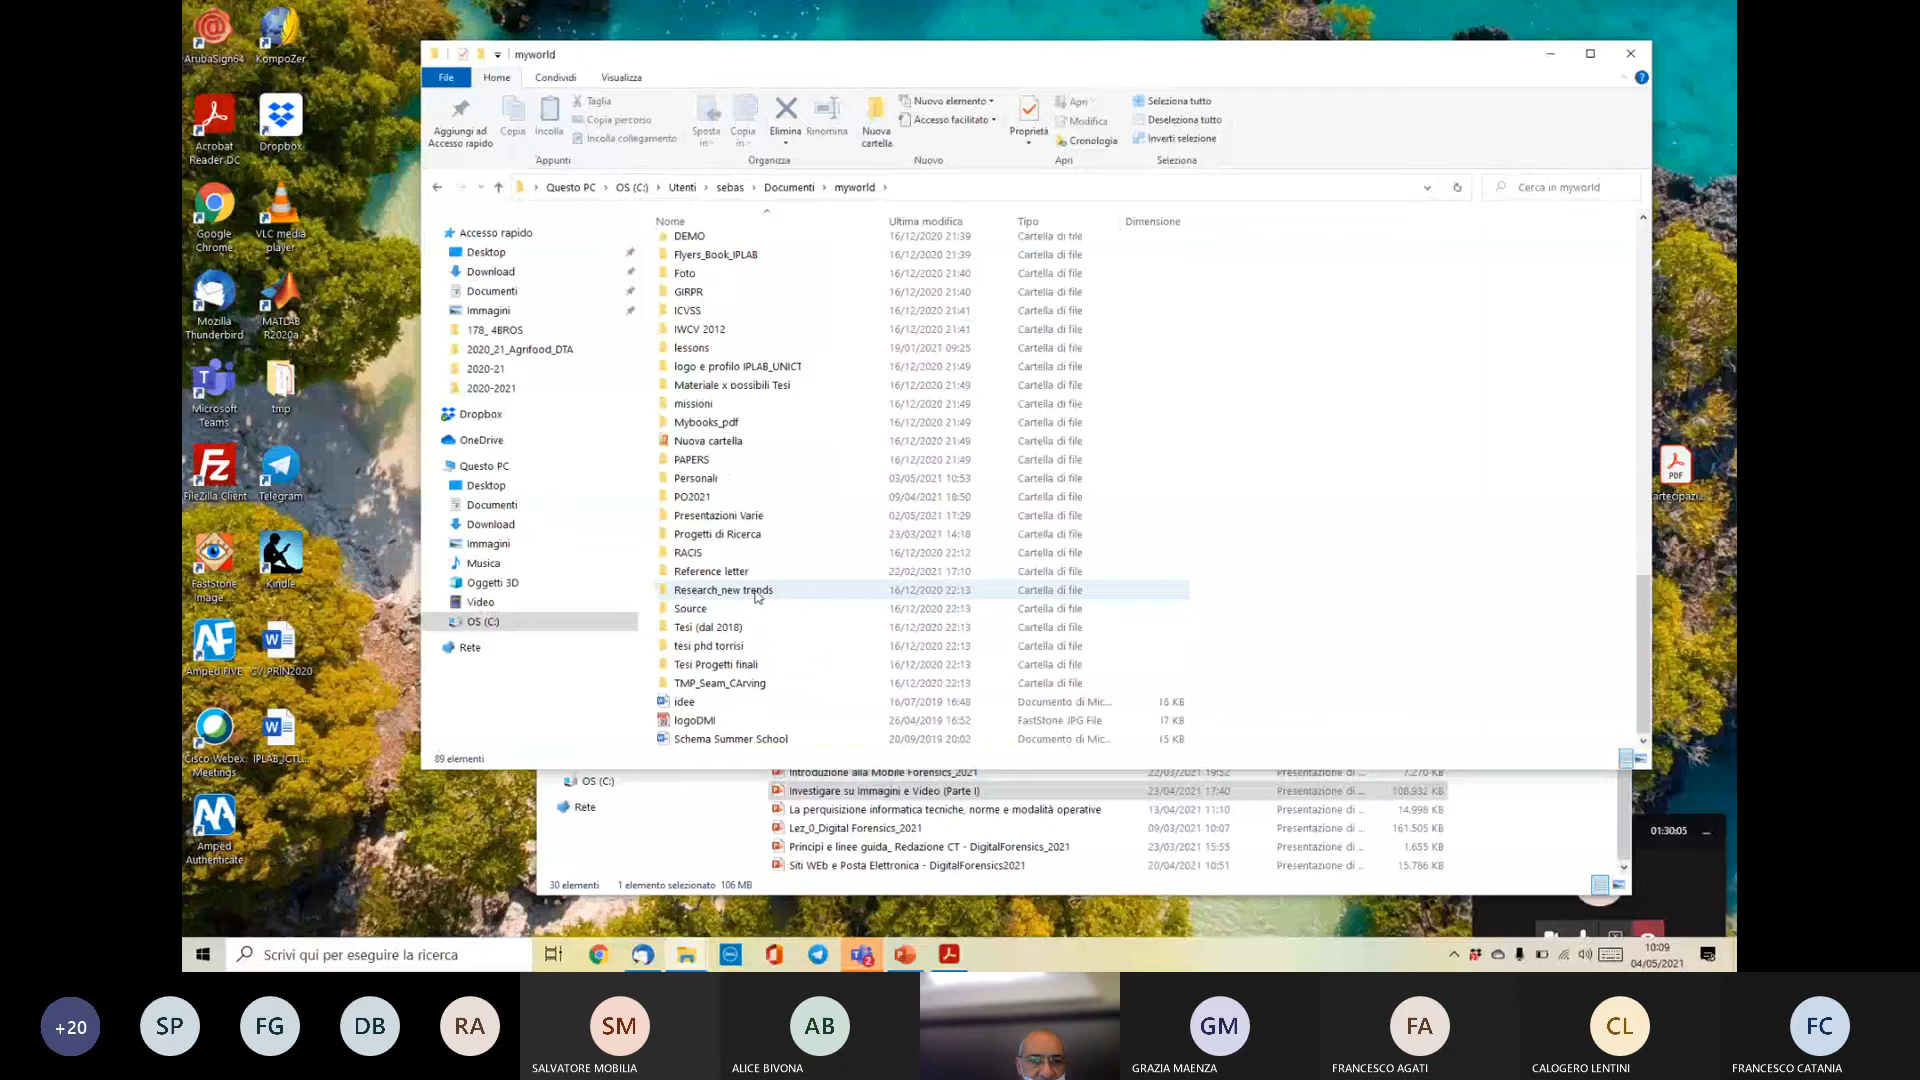 ArubaSign64
KompoZer
Acrobat
Reader DC
Dropbox
Google
Chrome
VLC media
player
Mozilla
Thunderbird
MATLAB
R2020a
Microsoft
Teams
tmp
FileZilla Client
Telegram
FastStone
Image ...
Kindle
Amped FIVE
CV_PRIN2020
Cisco Webex
Meetings
IPLAB_ICTL...
Amped
Authenticate
PDF
artecipazi...
myworld
File
Home
Condividi
Visualizza
Aggiungi ad
Accesso rapido
Copia
Incolla
Taglia
Copia percorso
Incolla collegamento
Appunti
Sposta
in
Copia
in
Elimina
Rinomina
Organizza
Nuova
cartella
Nuovo elemento
Accesso facilitato
Nuovo
Proprietà
Apri
Modifica
Cronologia
Apri
Seleziona tutto
Deseleziona tutto
Inverti selezione
Seleziona
Questo PC > OS (C:) > Utenti > sebas > Documenti > myworld >
Cerca in myworld
Accesso rapido
Desktop
Download
Documenti
Immagini
178_ 4BROS
2020_21_Agrifood_DTA
2020-21
2020-2021
Dropbox
OneDrive
Questo PC
Desktop
Documenti
Download
Immagini
Musica
Oggetti 3D
Video
OS (C:)
Rete
Nome Ultima modifica Tipo Dimensione
DEMO 16/12/2020 21:39 Cartella di file
Flyers_Book_IPLAB 16/12/2020 21:39 Cartella di file
Foto 16/12/2020 21:40 Cartella di file
GIRPR 16/12/2020 21:40 Cartella di file
ICVSS 16/12/2020 21:41 Cartella di file
IWCV 2012 16/12/2020 21:41 Cartella di file
lessons 19/01/2021 09:25 Cartella di file
logo e profilo IPLAB_UNICT 16/12/2020 21:49 Cartella di file
Materiale x possibili Tesi 16/12/2020 21:49 Cartella di file
missioni 16/12/2020 21:49 Cartella di file
Mybooks_pdf 16/12/2020 21:49 Cartella di file
Nuova cartella 16/12/2020 21:49 Cartella di file
PAPERS 16/12/2020 21:49 Cartella di file
Personali 03/05/2021 10:53 Cartella di file
PO2021 09/04/2021 18:50 Cartella di file
Presentazioni Varie 02/05/2021 17:29 Cartella di file
Progetti di Ricerca 23/03/2021 14:18 Cartella di file
RACIS 16/12/2020 22:12 Cartella di file
Reference letter 22/02/2021 17:10 Cartella di file
Research_new trends 16/12/2020 22:13 Cartella di file
Source 16/12/2020 22:13 Cartella di file
Tesi (dal 2018) 16/12/2020 22:13 Cartella di file
tesi phd torrisi 16/12/2020 22:13 Cartella di file
Tesi Progetti finali 16/12/2020 22:13 Cartella di file
TMP_Seam_CArving 16/12/2020 22:13 Cartella di file
idee 16/07/2019 16:48 Documento di Mic... 16 KB
logoDMI 26/04/2019 16:52 FastStone JPG File 17 KB
Schema Summer School 20/09/2019 20:02 Documento di Mic... 15 KB
89 elementi
OS (C:)
Rete
Introduzione alla Mobile Forensics_2021 22/03/2021 19:52 Presentazione di ... 7.270 KB
Investigare su Immagini e Video (Parte I) 23/04/2021 17:40 Presentazione di ... 108.932 KB
La perquisizione informatica tecniche, norme e modalità operative 13/04/2021 11:10 Presentazione di ... 14.998 KB
Lez_0_Digital Forensics_2021 09/03/2021 10:07 Presentazione di ... 161.505 KB
Principi e linee guida_ Redazione CT - DigitalForensics_2021 23/03/2021 15:55 Presentazione di ... 1.655 KB
Siti WEb e Posta Elettronica - DigitalForensics2021 20/04/2021 10:51 Presentazione di ... 15.786 KB
30 elementi 1 elemento selezionato 106 MB
01:30:05
Scrivi qui per eseguire la ricerca
10:09
04/05/2021
+20
SP
FG
DB
RA
SM
SALVATORE MOBILIA
AB
ALICE BIVONA
GM
GRAZIA MAENZA
FA
FRANCESCO AGATI
CL
CALOGERO LENTINI
FC
FRANCESCO CATANIA